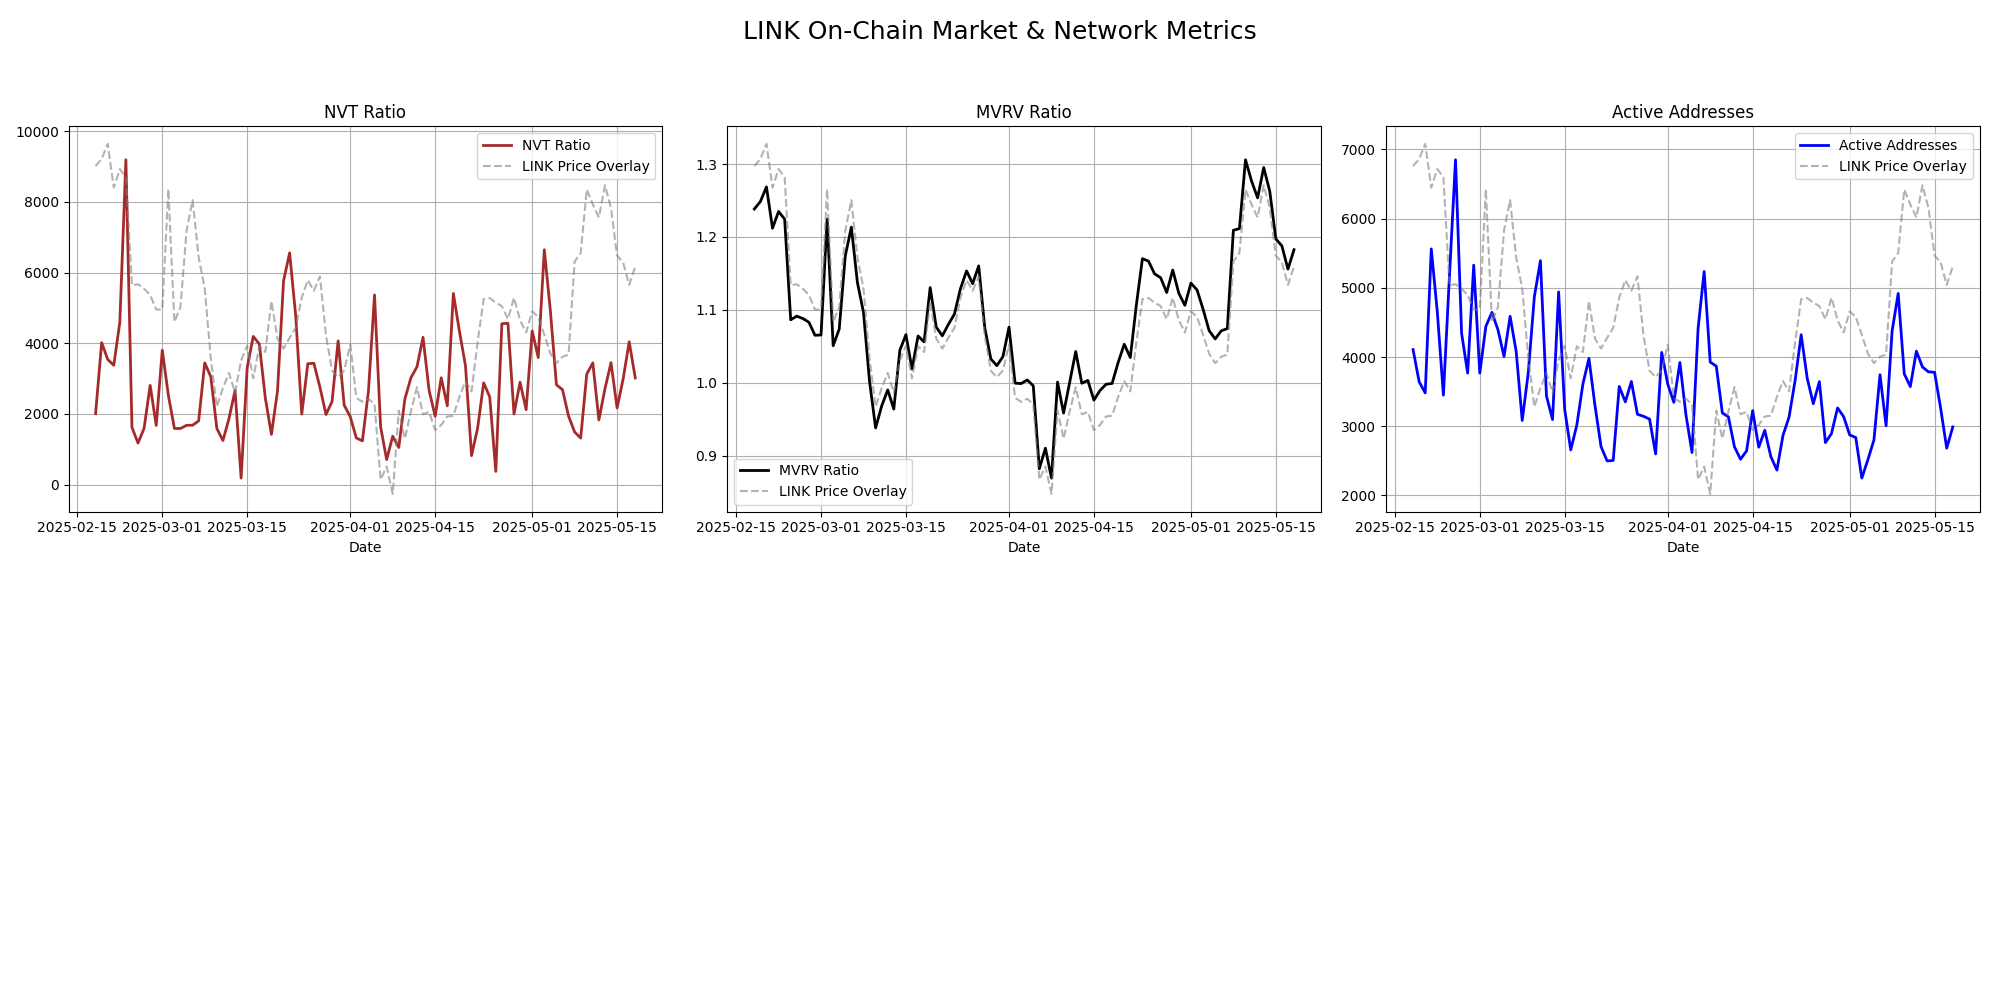 LINK On-Chain Market & Network Metrics
NVT Ratio
10000
8000
6000
4000
2000
0
NVT Ratio
LINK Price Overlay
2025-02-15 2025-03-01 2025-03-15 2025-04-01 2025-04-15 2025-05-01 2025-05-15
Date
MVRV Ratio
1.3
1.2
1.1
1.0
0.9
MVRV Ratio
LINK Price Overlay
2025-02-15 2025-03-01 2025-03-15 2025-04-01 2025-04-15 2025-05-01 2025-05-15
Date
Active Addresses
7000
6000
5000
4000
3000
2000
Active Addresses
LINK Price Overlay
2025-02-15 2025-03-01 2025-03-15 2025-04-01 2025-04-15 2025-05-01 2025-05-15
Date